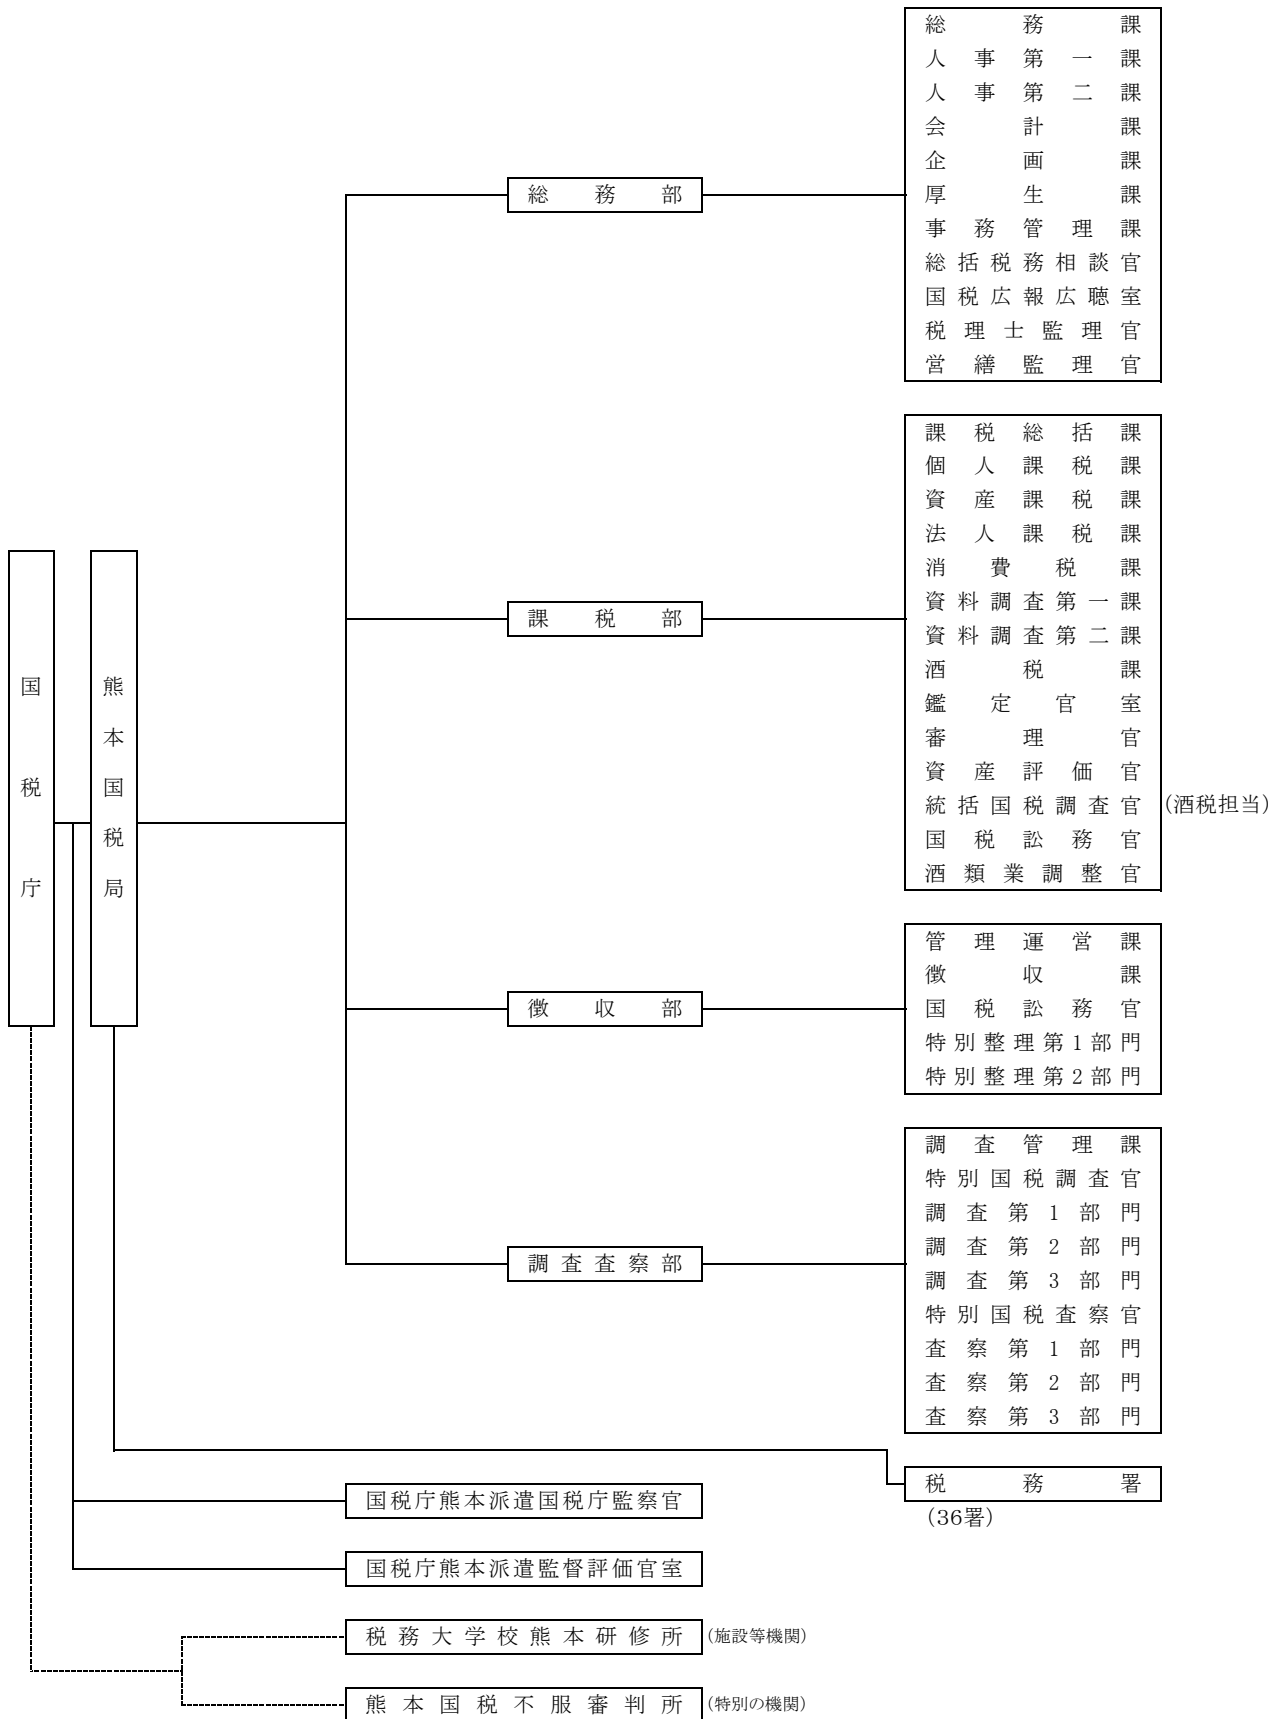 国税庁
熊本国税局
総務部
総務課
人事第一課
人事第二課
会計課
企画課
厚生課
事務管理課
総括税務相談官
国税広報広聴室
税理士監理官
営繕監理官
課税部
課税総括課
個人課税課
資産課税課
法人課税課
消費税課
資料調査第一課
資料調査第二課
酒税課
鑑定官室
審理官
資産評価官
統括国税調査官 (酒税担当)
国税訟務官
酒類業調整官
徴収部
管理運営課
徴収課
国税訟務官
特別整理第1部門
特別整理第2部門
調査査察部
調査管理課
特別国税調査官
調査第1部門
調査第2部門
調査第3部門
特別国税査察官
査察第1部門
査察第2部門
査察第3部門
税務署
(36署)
国税庁熊本派遣国税庁監察官
国税庁熊本派遣監督評価官室
税務大学校熊本研修所 (施設等機関)
熊本国税不服審判所 (特別の機関)